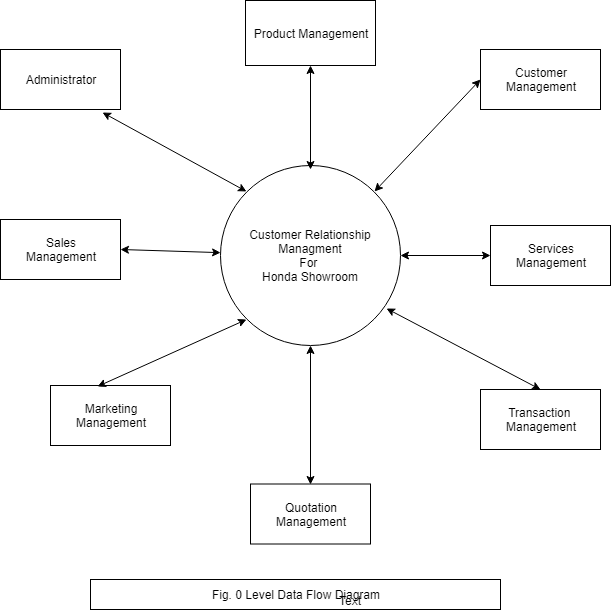 Product Management
Administrator
Customer
Management
Sales
Management
Customer Relationship
Managment
For
Honda Showroom
Services
Management
Marketing
Management
Transaction
Management
Quotation
Management
Fig. 0 Level Data Flow Diagram
Text